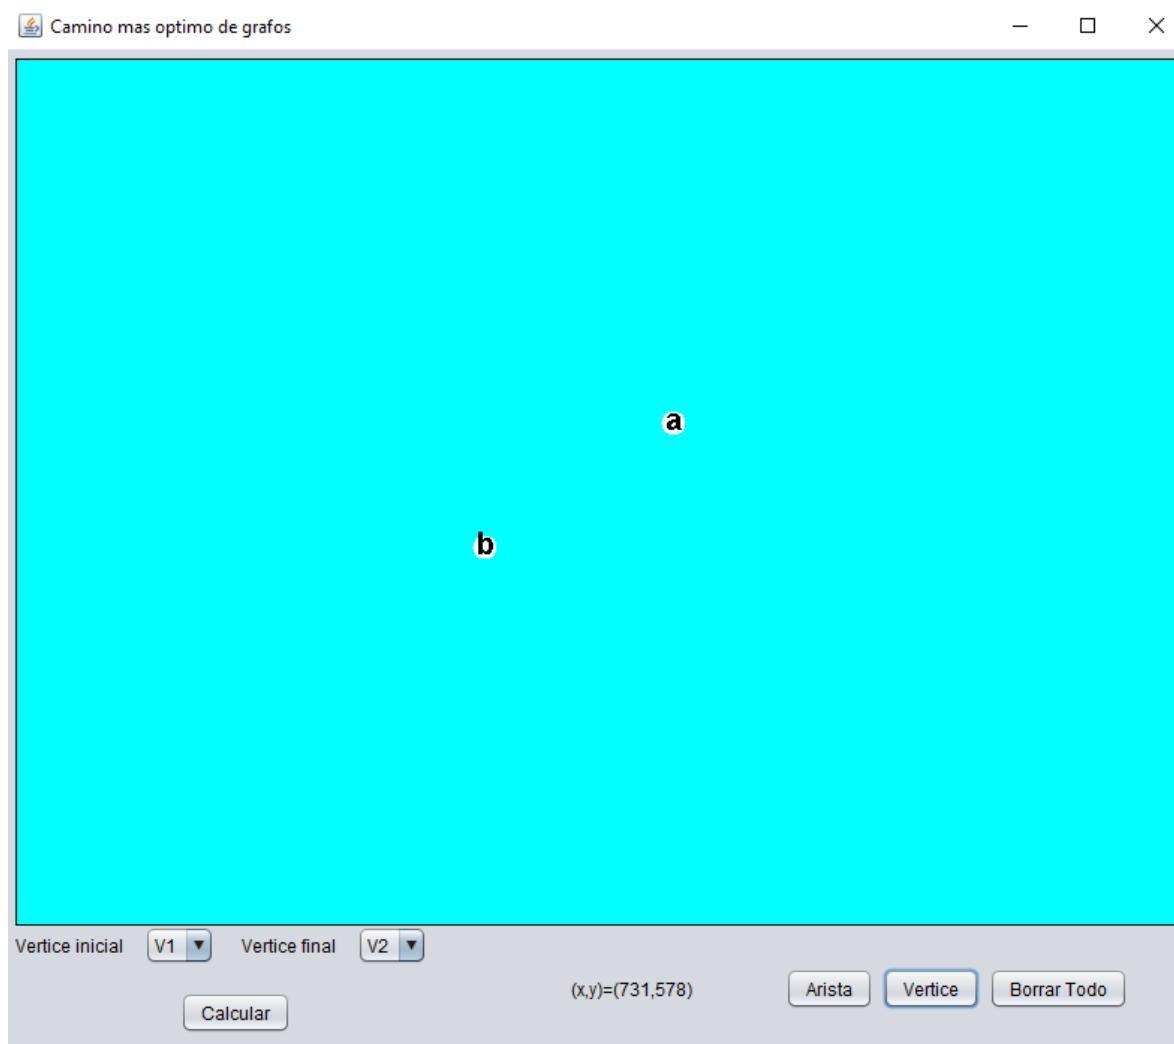 Camino mas optimo de grafos
a
b
Vertice inicial V1 Vertice final V2
(x,y)=(731,578) Arista Vertice Borrar Todo
Calcular